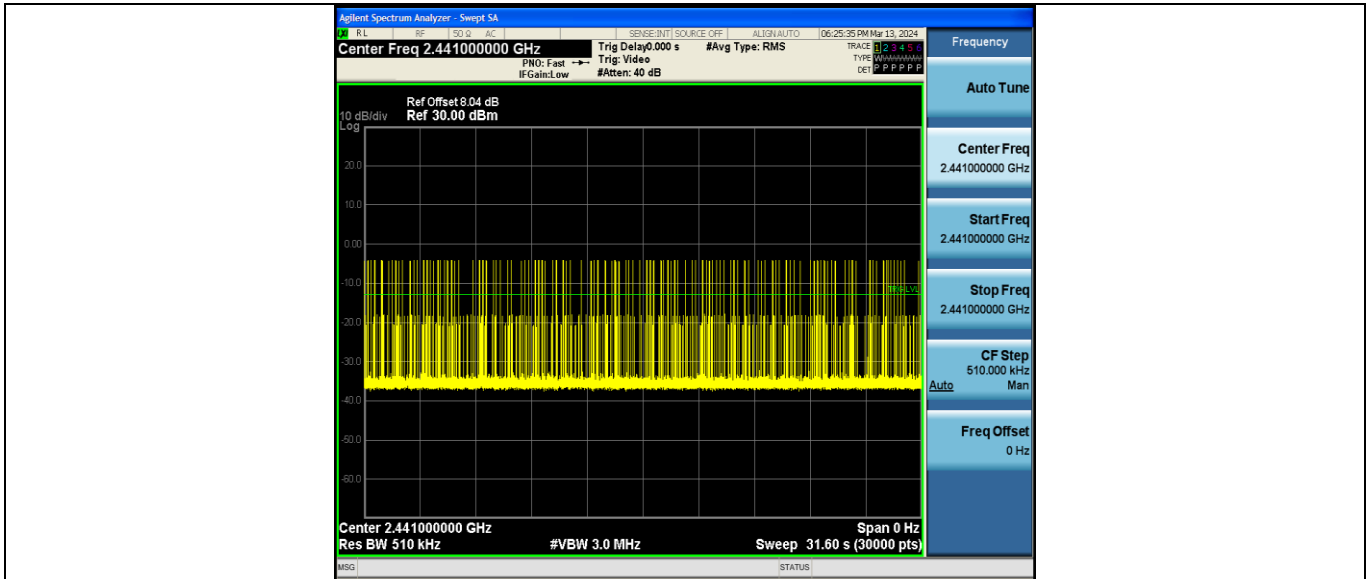 Agilent Spectrum Analyzer - Swept SA
LXI RL RF 50 Ω AC SENSE:INT SOURCE OFF ALIGNAUTO 06:25:35 PM Mar 13, 2024
Center Freq 2.441000000 GHz
PNO: Fast
IFGain:Low
Trig Delay0.000 s
Trig: Video
#Atten: 40 dB
#Avg Type: RMS
TRACE 1 2 3 4 5 6
TYPE
DET P P P P P P
Ref Offset 8.04 dB
10 dB/div Ref 30.00 dBm
Log
20.0
10.0
0.00
-10.0
TRIG LVL
-20.0
-30.0
-40.0
-50.0
-60.0
Center 2.441000000 GHz Span 0 Hz
Res BW 510 kHz #VBW 3.0 MHz Sweep 31.60 s (30000 pts)
MSG STATUS
Frequency
Auto Tune
Center Freq
2.441000000 GHz
Start Freq
2.441000000 GHz
Stop Freq
2.441000000 GHz
CF Step
510.000 kHz
Auto Man
Freq Offset
0 Hz